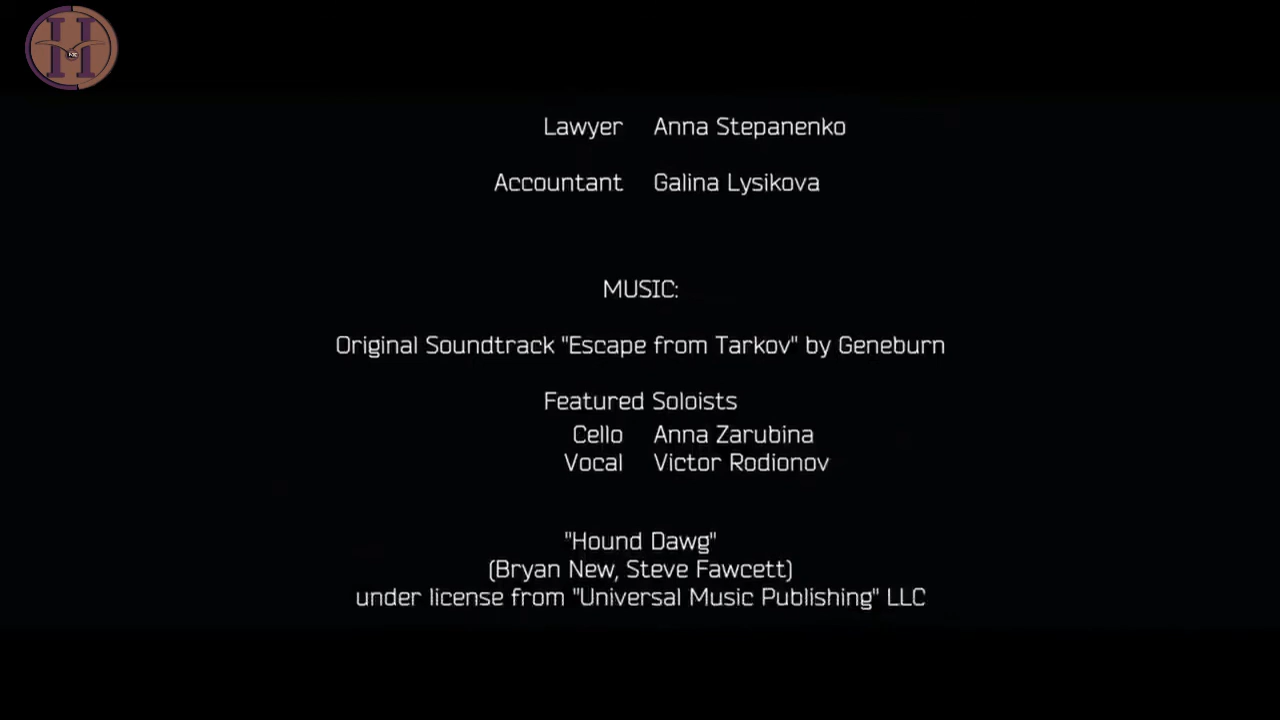 Lawyer Anna Stepanenko
Accountant Galina Lysikova
MUSIC:
Original Soundtrack "Escape from Tarkov" by Geneburn
Featured Soloists
Cello Anna Zarubina
Vocal Victor Rodionov
"Hound Dawg"
(Bryan New, Steve Fawcett)
under license from "Universal Music Publishing" LLC